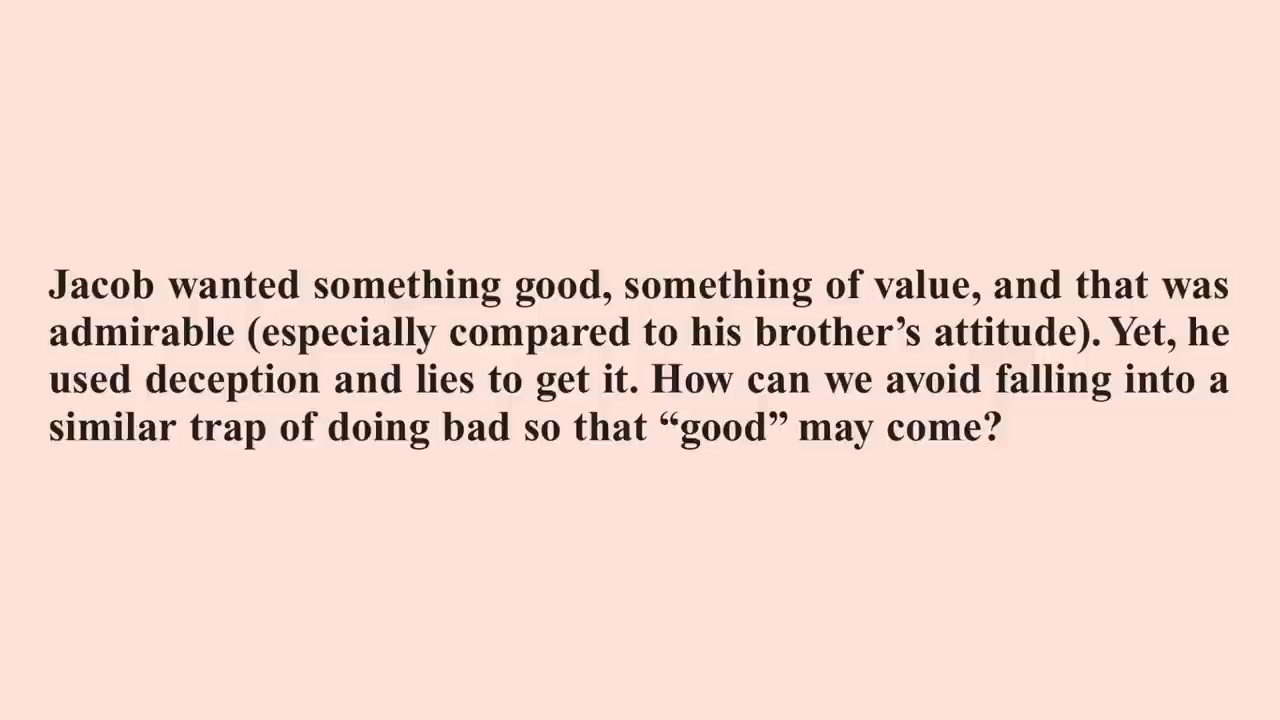 Jacob wanted something good, something of value, and that was
admirable (especially compared to his brother’s attitude). Yet, he
used deception and lies to get it. How can we avoid falling into a
similar trap of doing bad so that “good” may come?